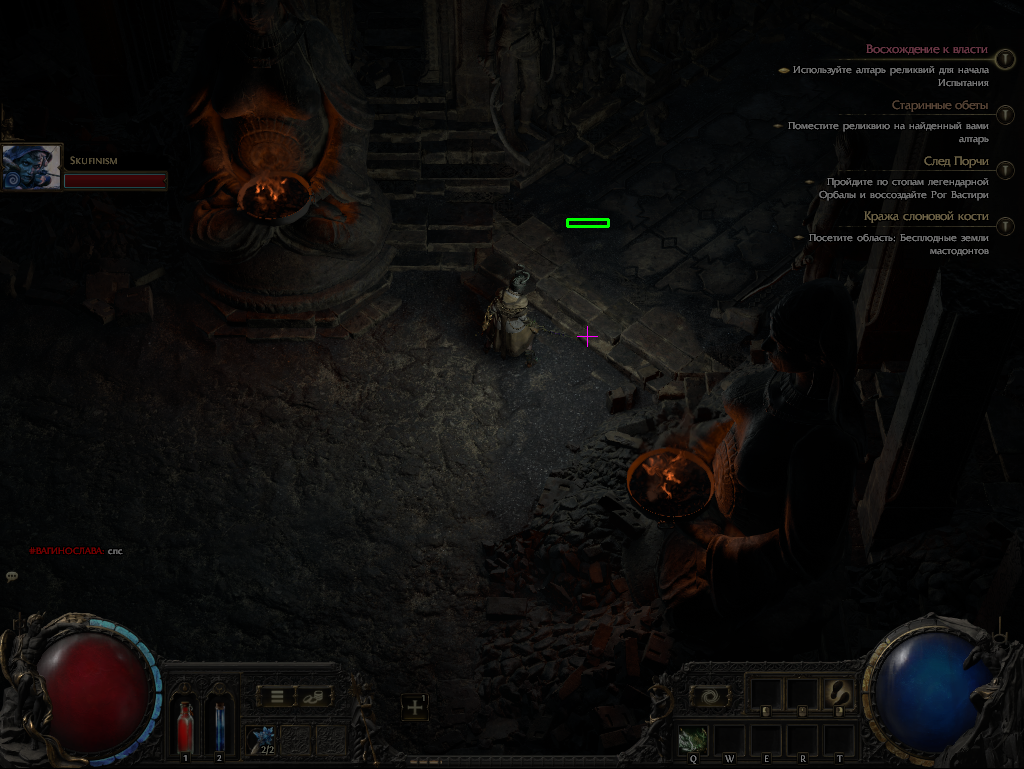 Восхождение к власти
Используйте алтарь реликвий для начала
Испытания
Старинные обеты
Поместите реликвию на найденный вами
алтарь
След Порчи
Пройдите по стопам легендарной
Орбалы и воссоздайте Рог Вастири
Кража слоновой кости
Посетите область: Бесплодные земли
мастодонтов
Skufinism
#ВАГИНОСЛАВА: спс
1
2
2/2
1
Q
W
E
R
T